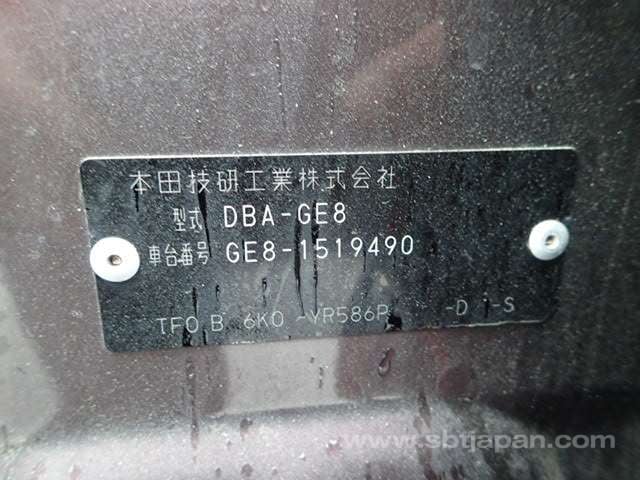 本田技研工業株式会社
型式 DBA-GE8
車台番号 GE8-1519490
TF0 B 6K0 -YR586P -D -S
www.sbtjapan.com